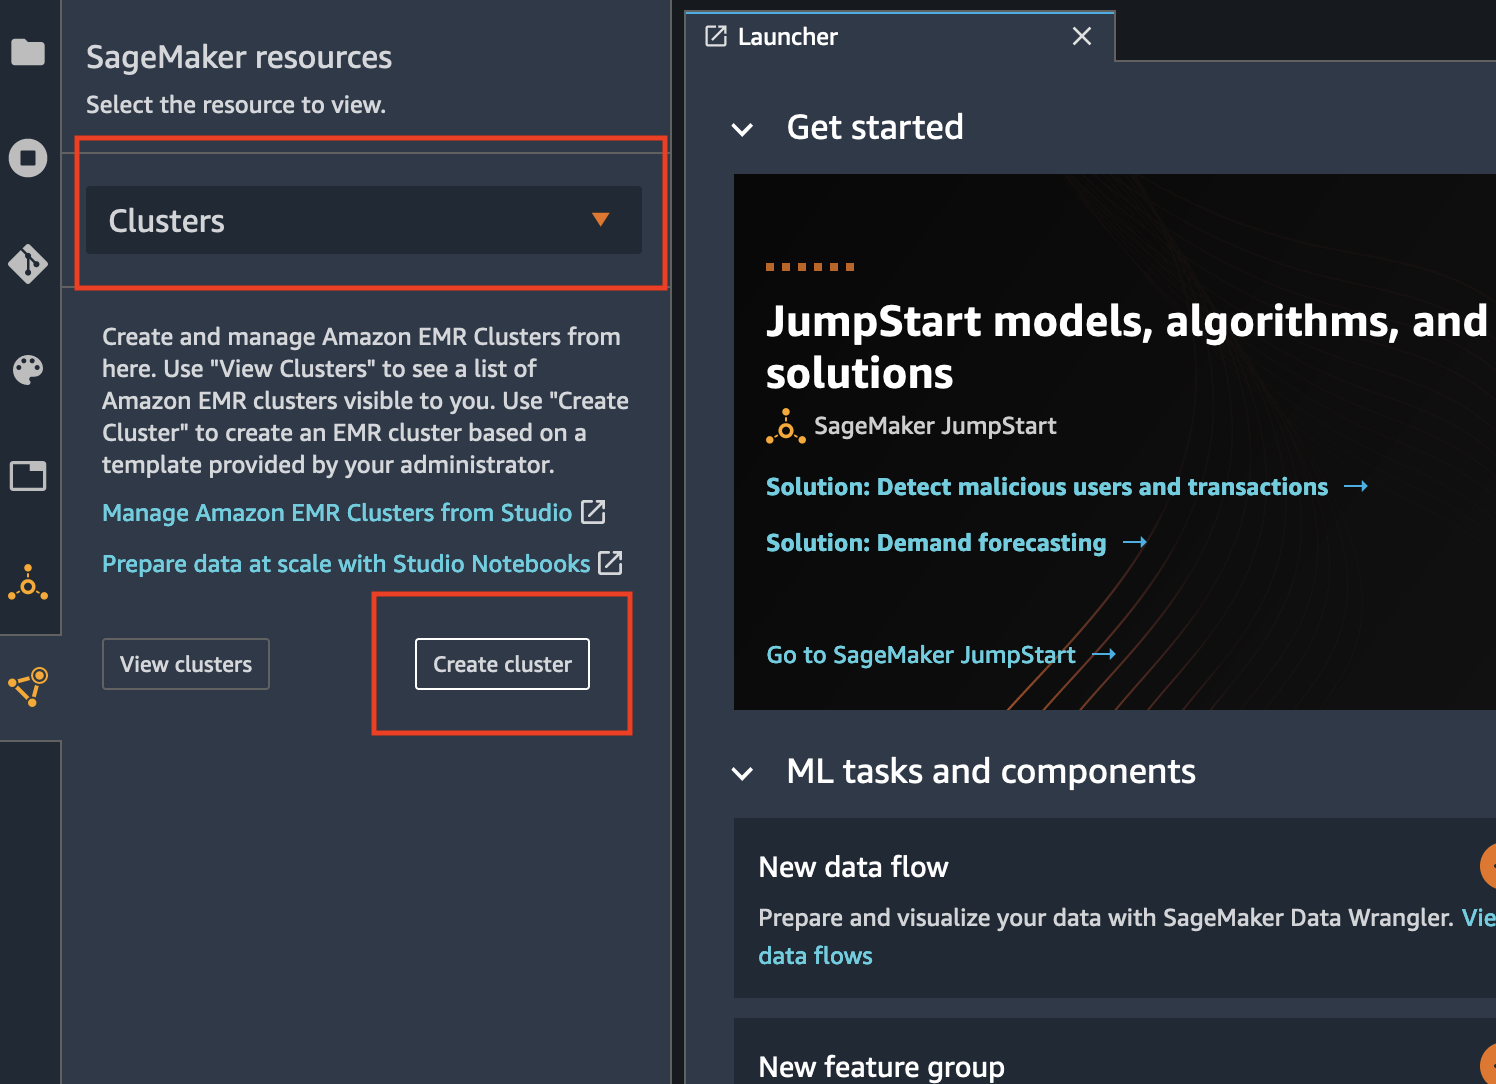 SageMaker resources
Select the resource to view.
Clusters
Create and manage Amazon EMR Clusters from
here. Use "View Clusters" to see a list of
Amazon EMR clusters visible to you. Use "Create
Cluster" to create an EMR cluster based on a
template provided by your administrator.
Manage Amazon EMR Clusters from Studio
Prepare data at scale with Studio Notebooks
View clusters
Create cluster
Launcher
Get started
JumpStart models, algorithms, and
solutions
SageMaker JumpStart
Solution: Detect malicious users and transactions →
Solution: Demand forecasting →
Go to SageMaker JumpStart →
ML tasks and components
New data flow
Prepare and visualize your data with SageMaker Data Wrangler. Vie
data flows
New feature group